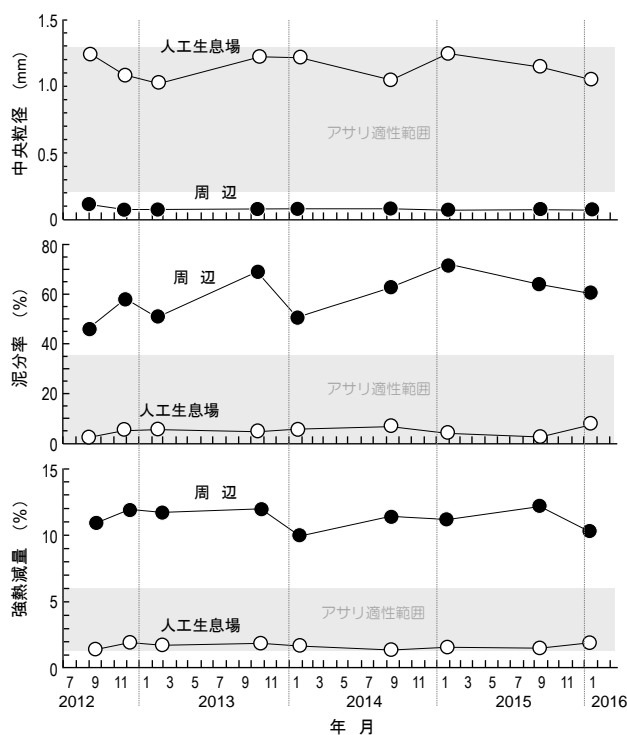 1.5
人工生息場
1.0
中央粒径 (mm)
アサリ適性範囲
0.5
周 辺
0
80
周 辺
60
泥分率 (%)
40
アサリ適性範囲
20
人工生息場
0
15
周 辺
10
強熱減量 (%)
アサリ適性範囲
5
人工生息場
0
7 9 11 1 3 5 7 9 11 1 3 5 7 9 11 1 3 5 7 9 11 1
2012 2013 2014 2015 2016
年 月